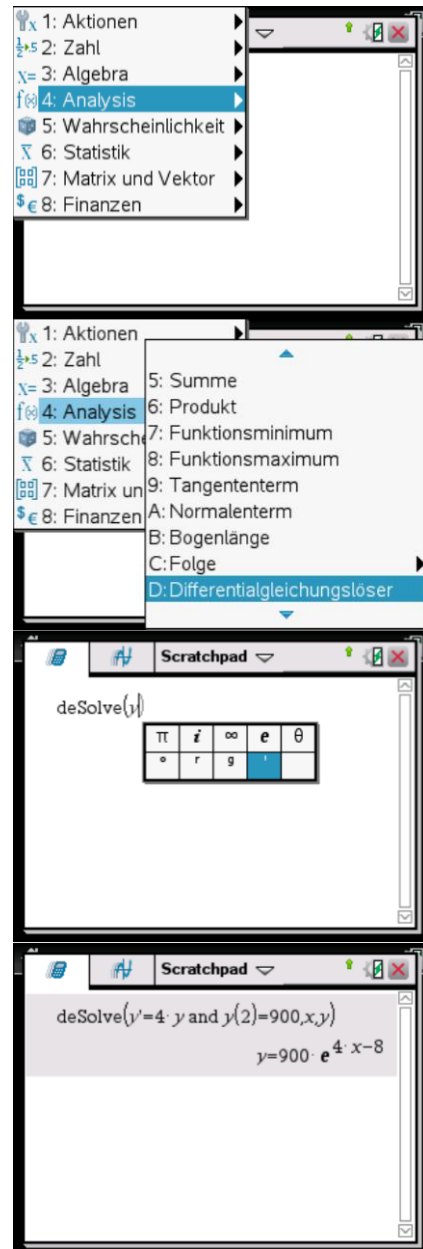 1: Aktionen
2: Zahl
3: Algebra
4: Analysis
5: Wahrscheinlichkeit
6: Statistik
7: Matrix und Vektor
8: Finanzen
1: Aktionen
2: Zahl
3: Algebra
4: Analysis
5: Wahrsche
6: Statistik
7: Matrix un
8: Finanzen
5: Summe
6: Produkt
7: Funktionsminimum
8: Funktionsmaximum
9: Tangententerm
A: Normalenterm
B: Bogenlänge
C: Folge
D: Differentialgleichungslöser
Scratchpad
deSolve(y)
π i ∞ e θ
° r g '
Scratchpad
deSolve(y'=4· y and y(2)=900,x,y)
y=900· e^4· x−8